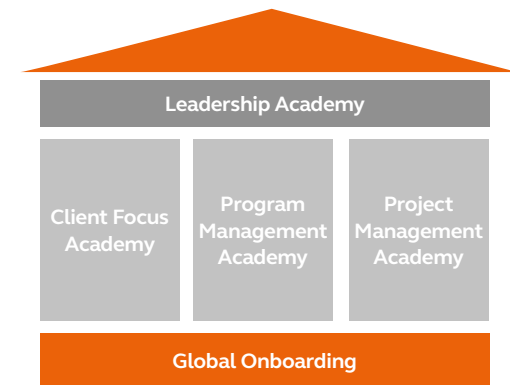 Leadership Academy
Client Focus
Academy
Program
Management
Academy
Project
Management
Academy
Global Onboarding